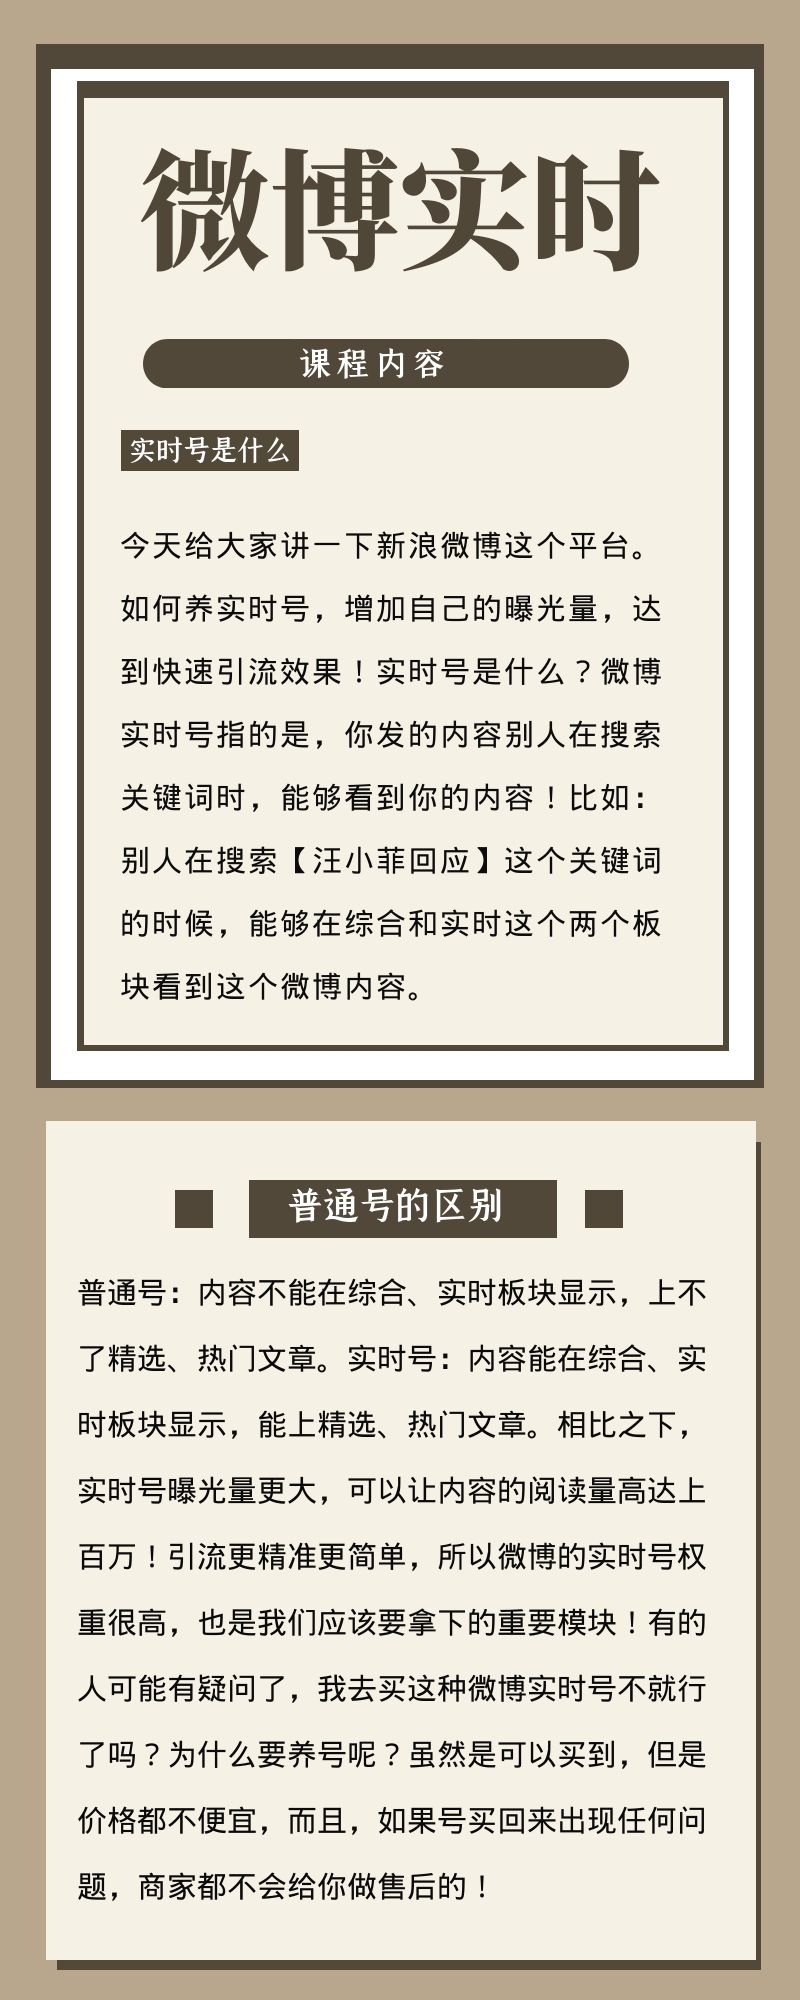 微博实时
课程内容
实时号是什么
今天给大家讲一下新浪微博这个平台。
如何养实时号，增加自己的曝光量，达
到快速引流效果！实时号是什么？微博
实时号指的是，你发的内容别人在搜索
关键词时，能够看到你的内容！比如：
别人在搜索【汪小菲回应】这个关键词
的时候，能够在综合和实时这个两个板
块看到这个微博内容。
普通号的区别
普通号：内容不能在综合、实时板块显示，上不
了精选、热门文章。实时号：内容能在综合、实
时板块显示，能上精选、热门文章。相比之下，
实时号曝光量更大，可以让内容的阅读量高达上
百万！引流更精准更简单，所以微博的实时号权
重很高，也是我们应该要拿下的重要模块！有的
人可能有疑问了，我去买这种微博实时号不就行
了吗？为什么要养号呢？虽然是可以买到，但是
价格都不便宜，而且，如果号买回来出现任何问
题，商家都不会给你做售后的！